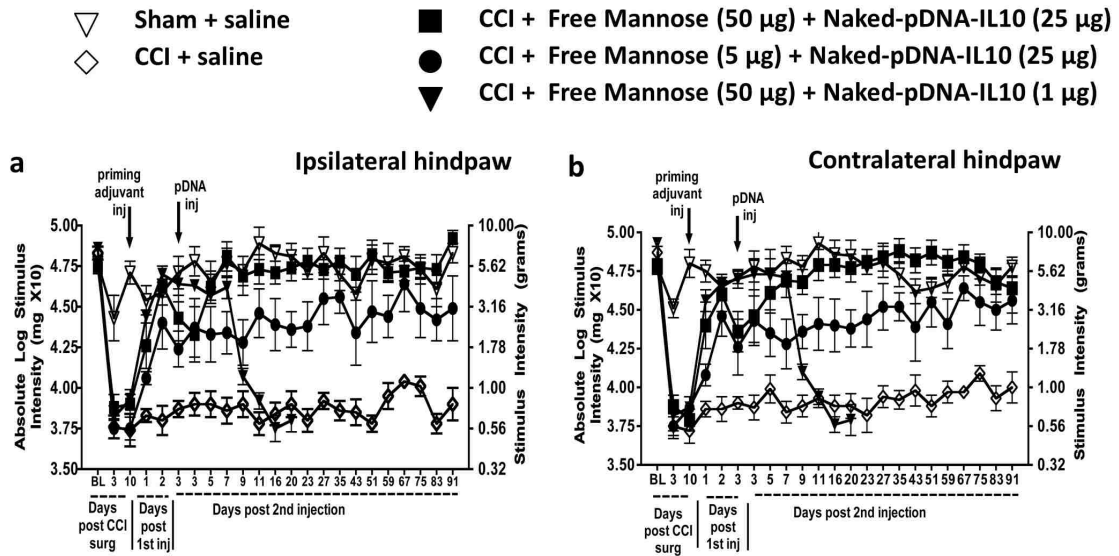 Sham + saline
CCI + saline
CCI + Free Mannose (50 µg) + Naked-pDNA-IL10 (25 µg)
CCI + Free Mannose (5 µg) + Naked-pDNA-IL10 (25 µg)
CCI + Free Mannose (50 µg) + Naked-pDNA-IL10 (1 µg)
a
Ipsilateral hindpaw
priming
adjuvant
inj
pDNA
inj
Absolute Log Stimulus
Intensity (mg X10)
5.00
4.75
4.50
4.25
4.00
3.75
3.50
10.00
5.62
3.16
1.78
1.00
0.56
0.32
Stimulus Intensity (grams)
BL 3 10 1 2 3 3 5 7 9 11 16 20 23 27 35 43 51 59 67 75 83 91
Days
post CCI
surg
Days
post
1st inj
Days post 2nd injection
b
Contralateral hindpaw
priming
adjuvant
inj
pDNA
inj
Absolute Log Stimulus
Intensity (mg X10)
5.00
4.75
4.50
4.25
4.00
3.75
3.50
10.00
5.62
3.16
1.78
1.00
0.56
0.32
Stimulus Intensity (grams)
BL 3 10 1 2 3 3 5 7 9 11 16 20 23 27 35 43 51 59 67 75 83 91
Days
post CCI
surg
Days
post
1st inj
Days post 2nd injection